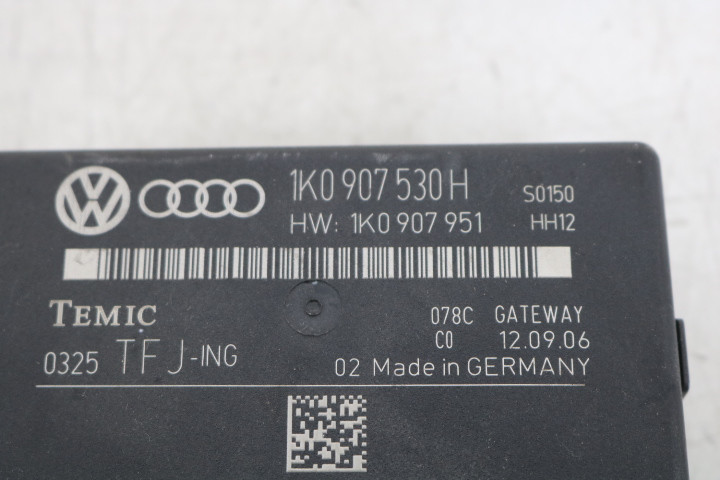 1K0 907 530 H S0150
HW: 1K0 907 951 HH12
TEMIC 078C GATEWAY
C0 12.09.06
0325 TFJ-ING 02 Made in GERMANY